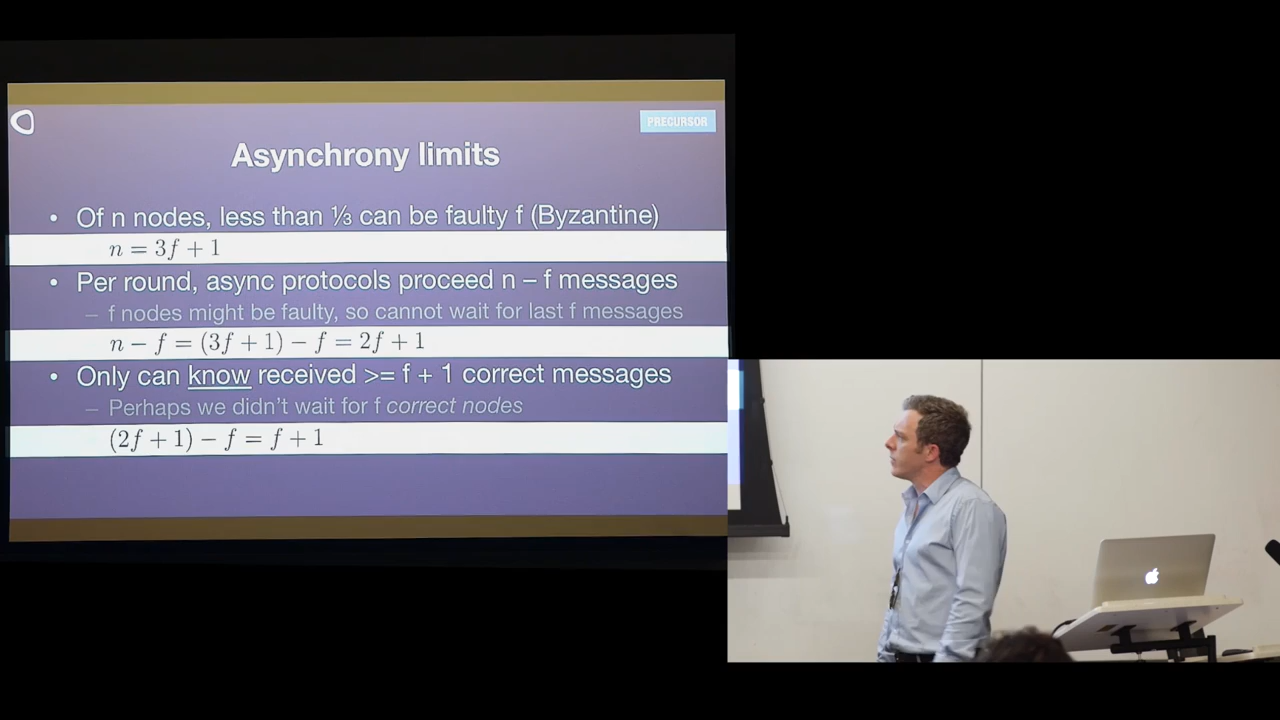 PRECURSOR
Asynchrony limits
• Of n nodes, less than ⅓ can be faulty f (Byzantine)
n = 3f + 1
• Per round, async protocols proceed n – f messages
– f nodes might be faulty, so cannot wait for last f messages
n − f = (3f + 1) − f = 2f + 1
• Only can know received >= f + 1 correct messages
– Perhaps we didn't wait for f correct nodes
(2f + 1) − f = f + 1